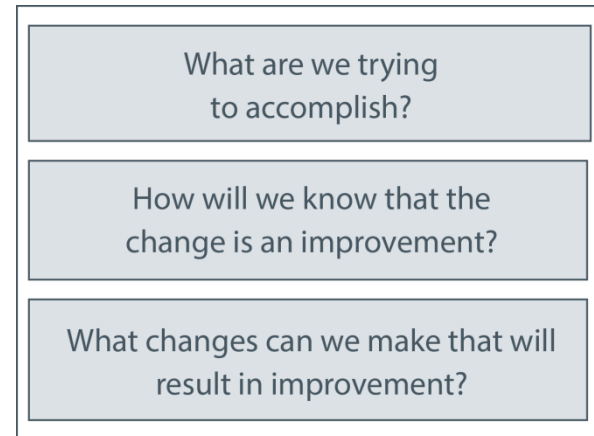 What are we trying
to accomplish?
How will we know that the
change is an improvement?
What changes can we make that will
result in improvement?